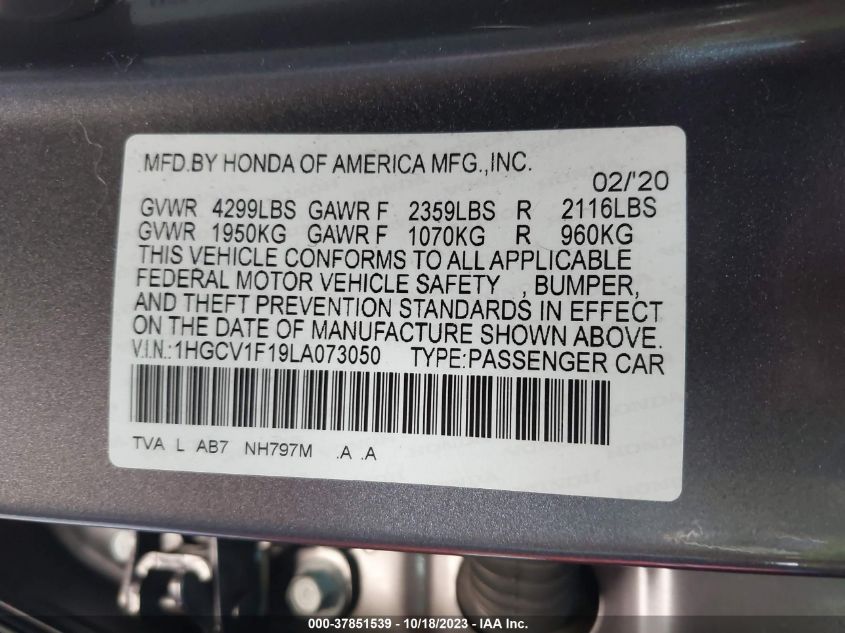 MFD.BY HONDA OF AMERICA MFG.,INC.
02/'20
GVWR 4299LBS GAWR F 2359LBS R 2116LBS
GVWR 1950KG GAWR F 1070KG R 960KG
THIS VEHICLE CONFORMS TO ALL APPLICABLE
FEDERAL MOTOR VEHICLE SAFETY , BUMPER,
AND THEFT PREVENTION STANDARDS IN EFFECT
ON THE DATE OF MANUFACTURE SHOWN ABOVE.
V.I.N.:1HGCV1F19LA073050 TYPE:PASSENGER CAR
TVA L AB7 NH797M .A .A
000-37851539 - 10/18/2023 - IAA Inc.